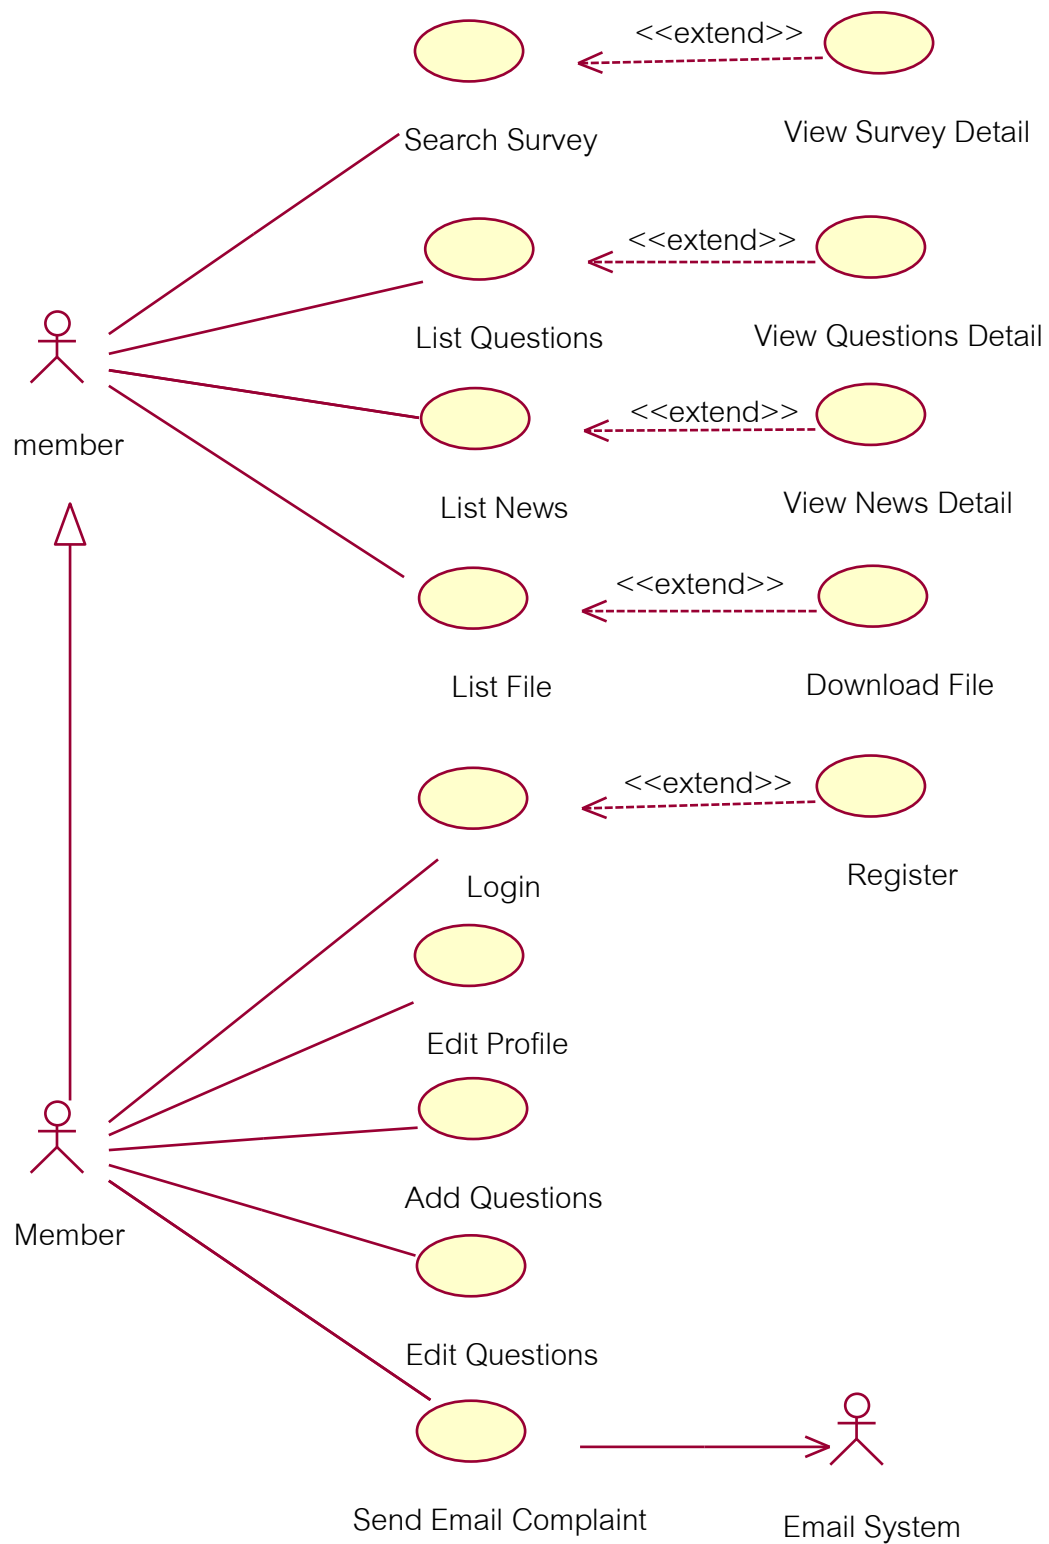 <<extend>>
Search Survey
View Survey Detail
<<extend>>
List Questions
View Questions Detail
<<extend>>
member
List News
View News Detail
<<extend>>
List File
Download File
<<extend>>
Login
Register
Edit Profile
Add Questions
Member
Edit Questions
Send Email Complaint
Email System